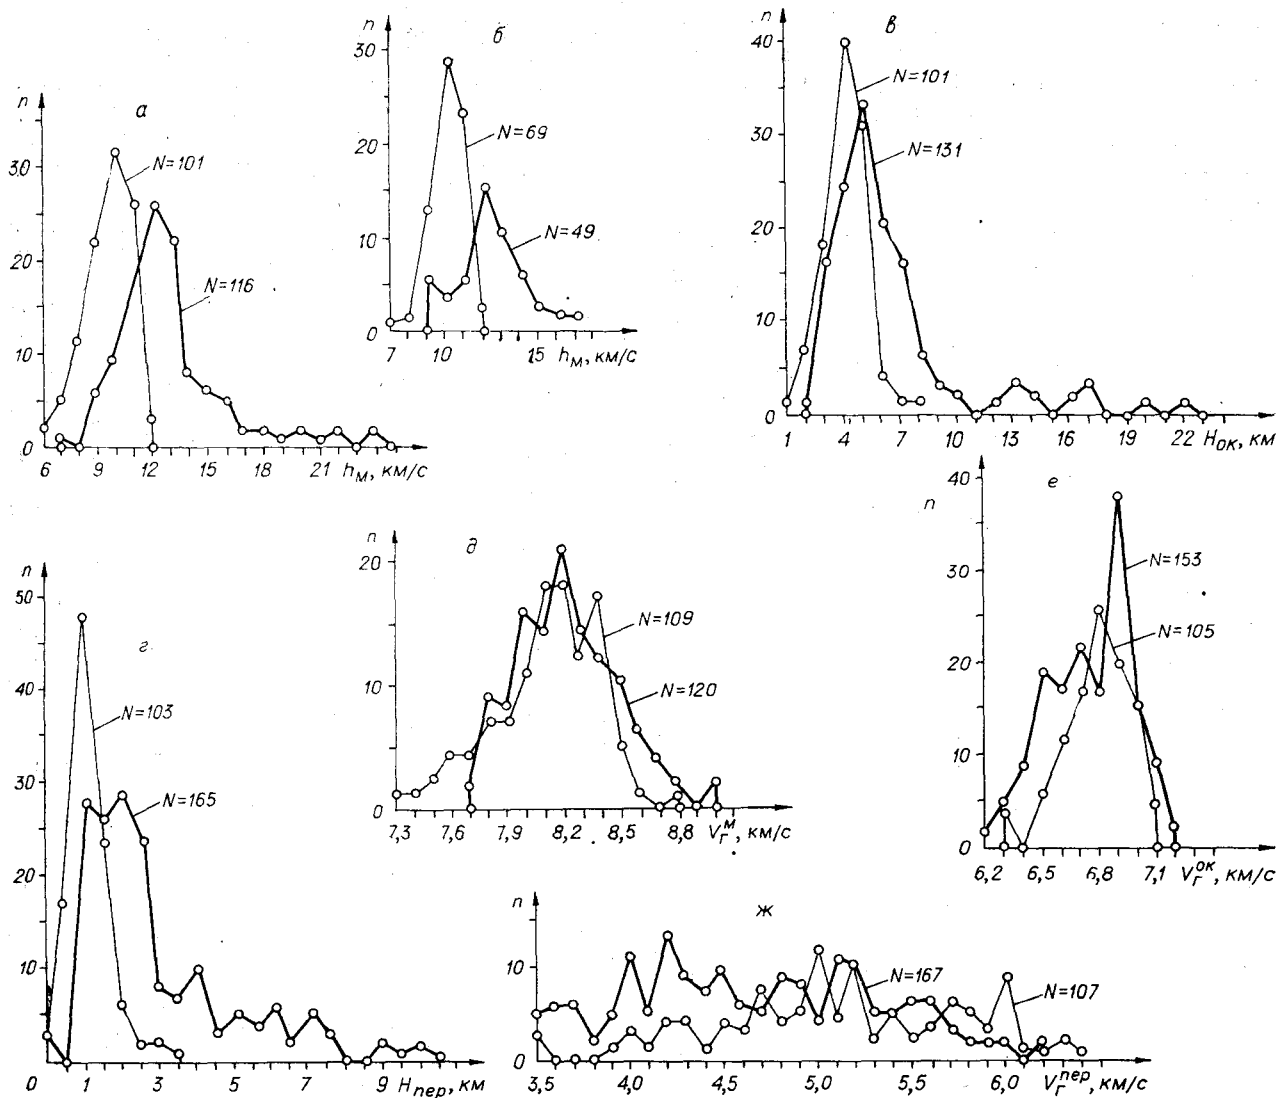 а
n
30
20
10
0
N=101
N=116
6 9 12 15 18 21 h_М, км/с
б
n
30
20
10
0
N=69
N=49
7 10 15 h_М, км/с
в
n
40
30
20
10
0
N=101
N=131
1 4 7 10 13 16 19 22 H_ОК, км
г
n
50
40
30
20
10
0
N=103
N=165
1 3 5 7 9 H_пер, км
д
n
20
10
0
N=109
N=120
7,3 7,6 7,9 8,2 8,5 8,8 V_Г^М, км/с
е
n
40
30
20
10
0
N=153
N=105
6,2 6,5 6,8 7,1 V_Г^ОК, км/с
ж
n
10
0
N=167
N=107
3,5 4,0 4,5 5,0 5,5 6,0 V_Г^пер, км/с